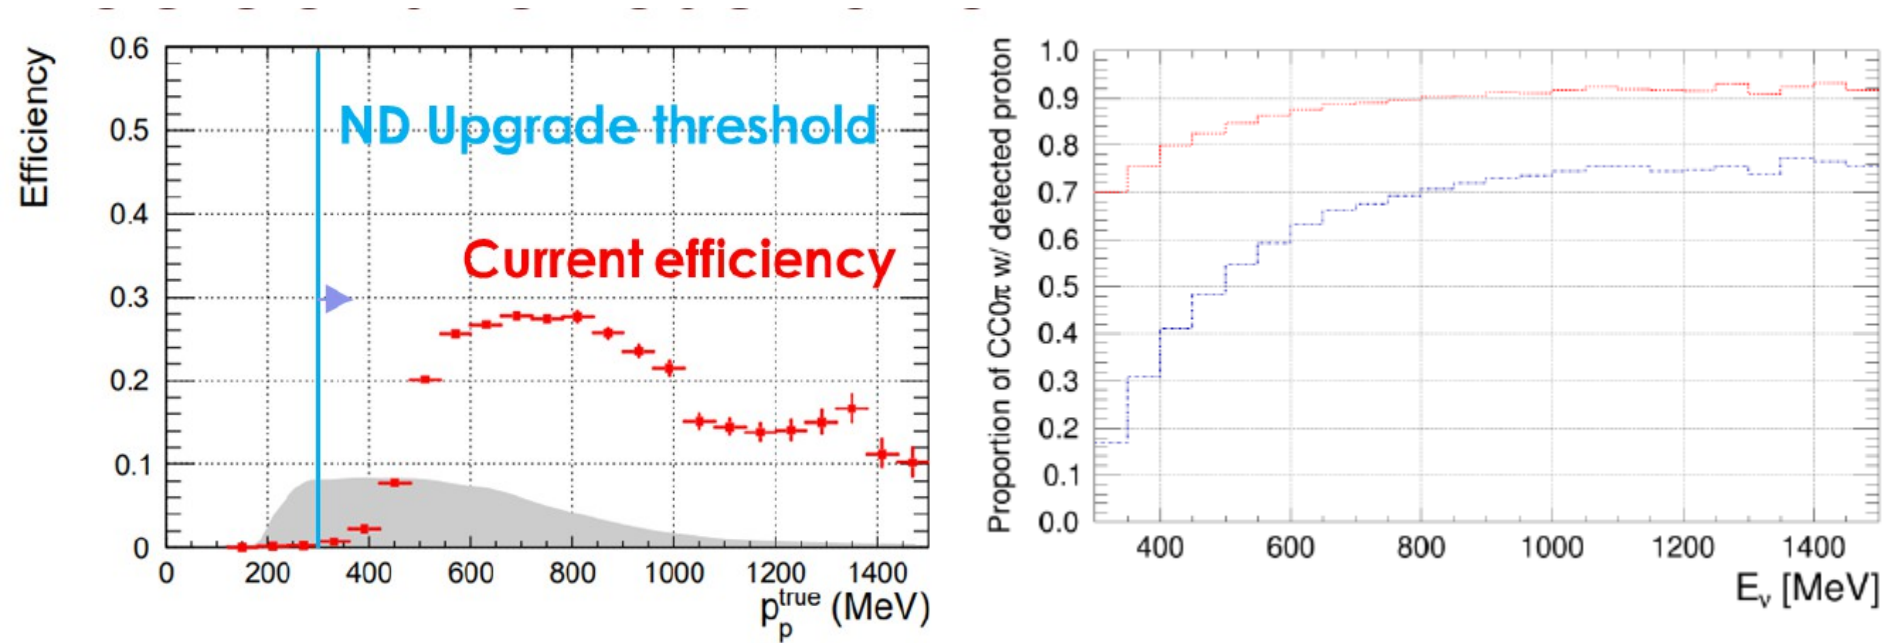 Efficiency
0.6
0.5
0.4
0.3
0.2
0.1
0
ND Upgrade threshold
Current efficiency
0 200 400 600 800 1000 1200 1400
p_p^true (MeV)
Proportion of CC0π w/ detected proton
1.0
0.9
0.8
0.7
0.6
0.5
0.4
0.3
0.2
0.1
0.0
400 600 800 1000 1200 1400
E_ν [MeV]